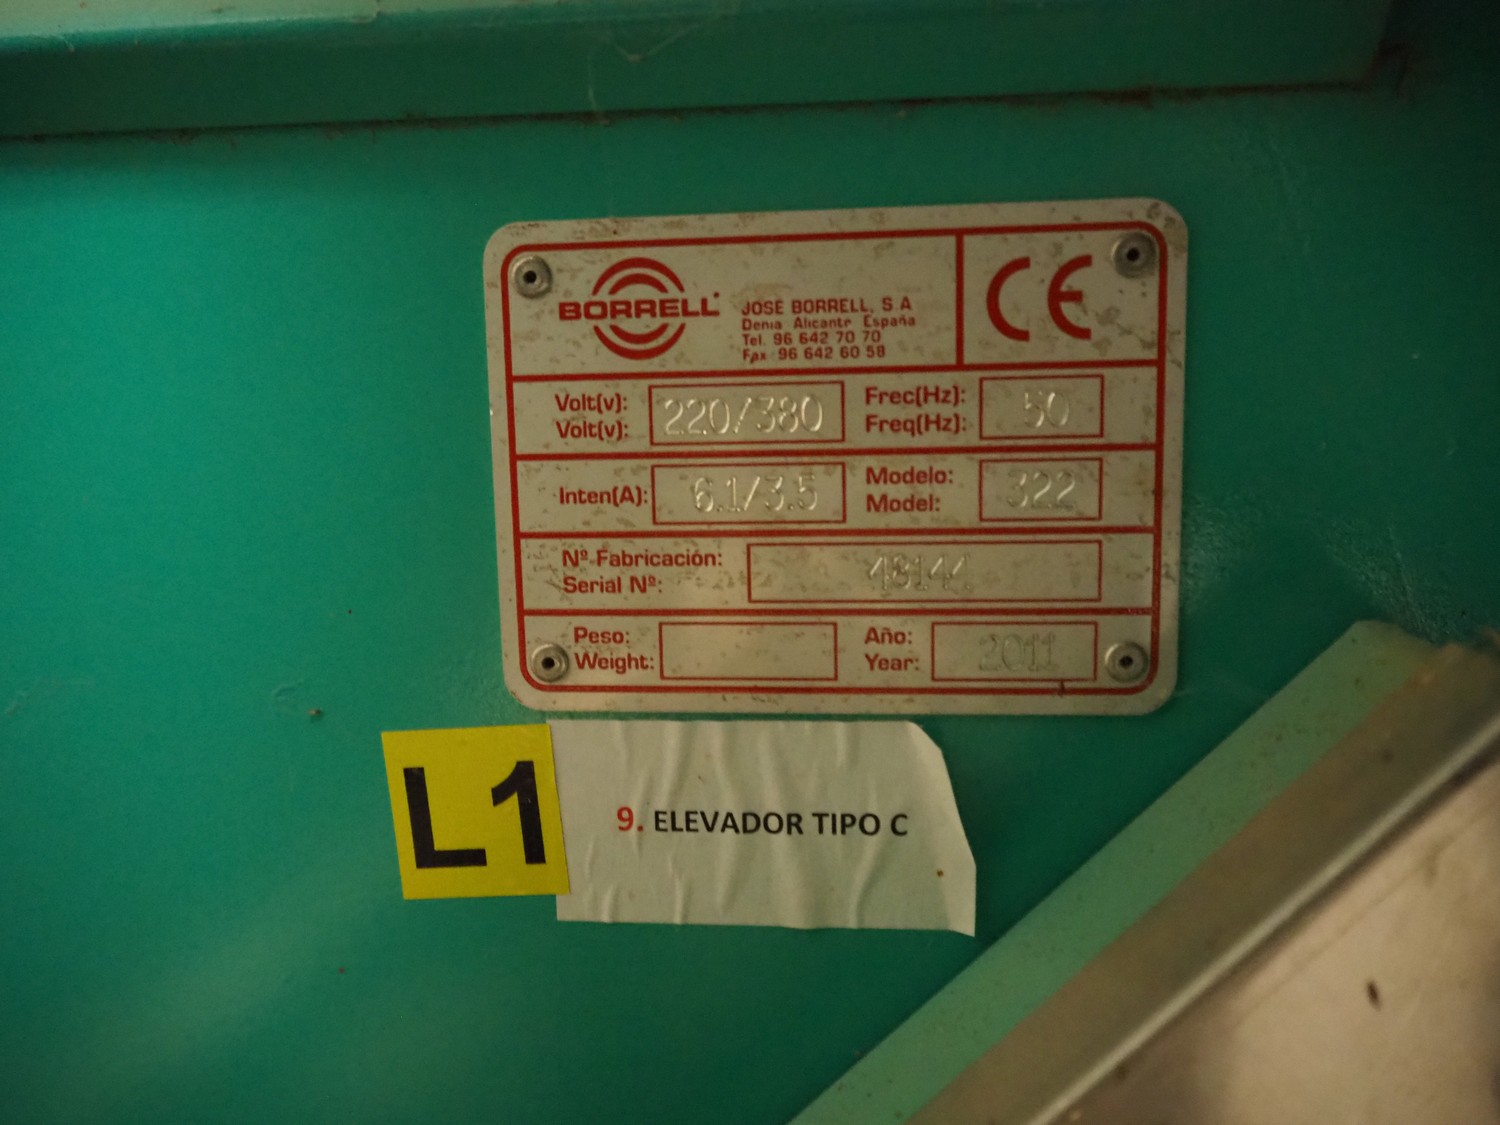 BORRELL
JOSE BORRELL, S A
Denia Alicante España
Tel. 96 642 70 70
Fax 96 642 60 58
CE
Volt(v):
Volt(v):
220/380
Frec(Hz):
Freq(Hz):
50
Inten(A):
6.1/3.5
Modelo:
Model:
322
Nº Fabricación:
Serial Nº:
Peso:
Weight:
Año:
Year:
2011
L1
9. ELEVADOR TIPO C